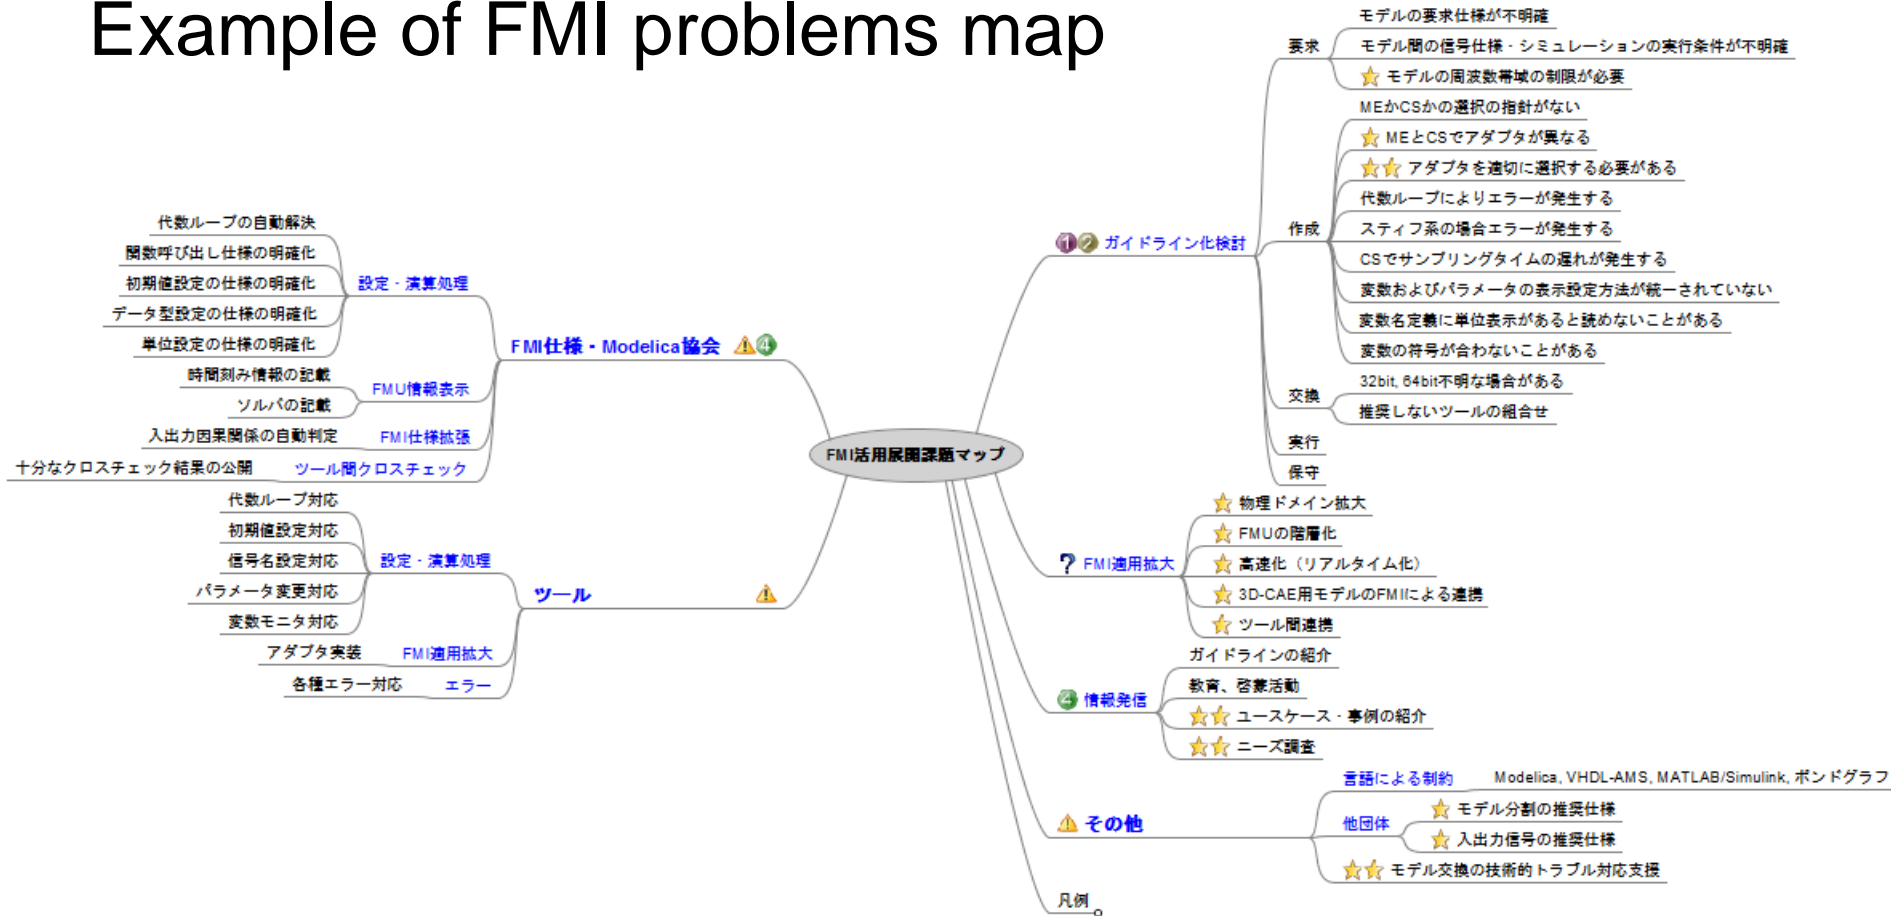 Example of FMI problems map
FMI活用展開課題マップ
ガイドライン化検討
要求
モデルの要求仕様が不明確
モデル間の信号仕様・シミュレーションの実行条件が不明確
モデルの周波数帯域の制限が必要
作成
MEかCSかの選択の指針がない
MEとCSでアダプタが異なる
アダプタを適切に選択する必要がある
代数ループによりエラーが発生する
スティフ系の場合エラーが発生する
CSでサンプリングタイムの遅れが発生する
変数およびパラメータの表示設定方法が統一されていない
変数名定義に単位表示があると読めないことがある
変数の符号が合わないことがある
交換
32bit, 64bit不明な場合がある
推奨しないツールの組合せ
実行
保守
FMI適用拡大
物理ドメイン拡大
FMUの階層化
高速化（リアルタイム化）
3D-CAE用モデルのFMIによる連携
ツール間連携
情報発信
ガイドラインの紹介
教育、啓蒙活動
ユースケース・事例の紹介
ニーズ調査
その他
言語による制約
Modelica, VHDL-AMS, MATLAB/Simulink, ボンドグラフ
他団体
モデル分割の推奨仕様
入出力信号の推奨仕様
モデル交換の技術的トラブル対応支援
凡例
FMI仕様・Modelica協会
設定・演算処理
代数ループの自動解決
関数呼び出し仕様の明確化
初期値設定の仕様の明確化
データ型設定の仕様の明確化
単位設定の仕様の明確化
FMU情報表示
時間刻み情報の記載
ソルバの記載
FMI仕様拡張
入出力因果関係の自動判定
ツール間クロスチェック
十分なクロスチェック結果の公開
ツール
設定・演算処理
代数ループ対応
初期値設定対応
信号名設定対応
パラメータ変更対応
変数モニタ対応
FMI適用拡大
アダプタ実装
エラー
各種エラー対応
1
2
4
?
4